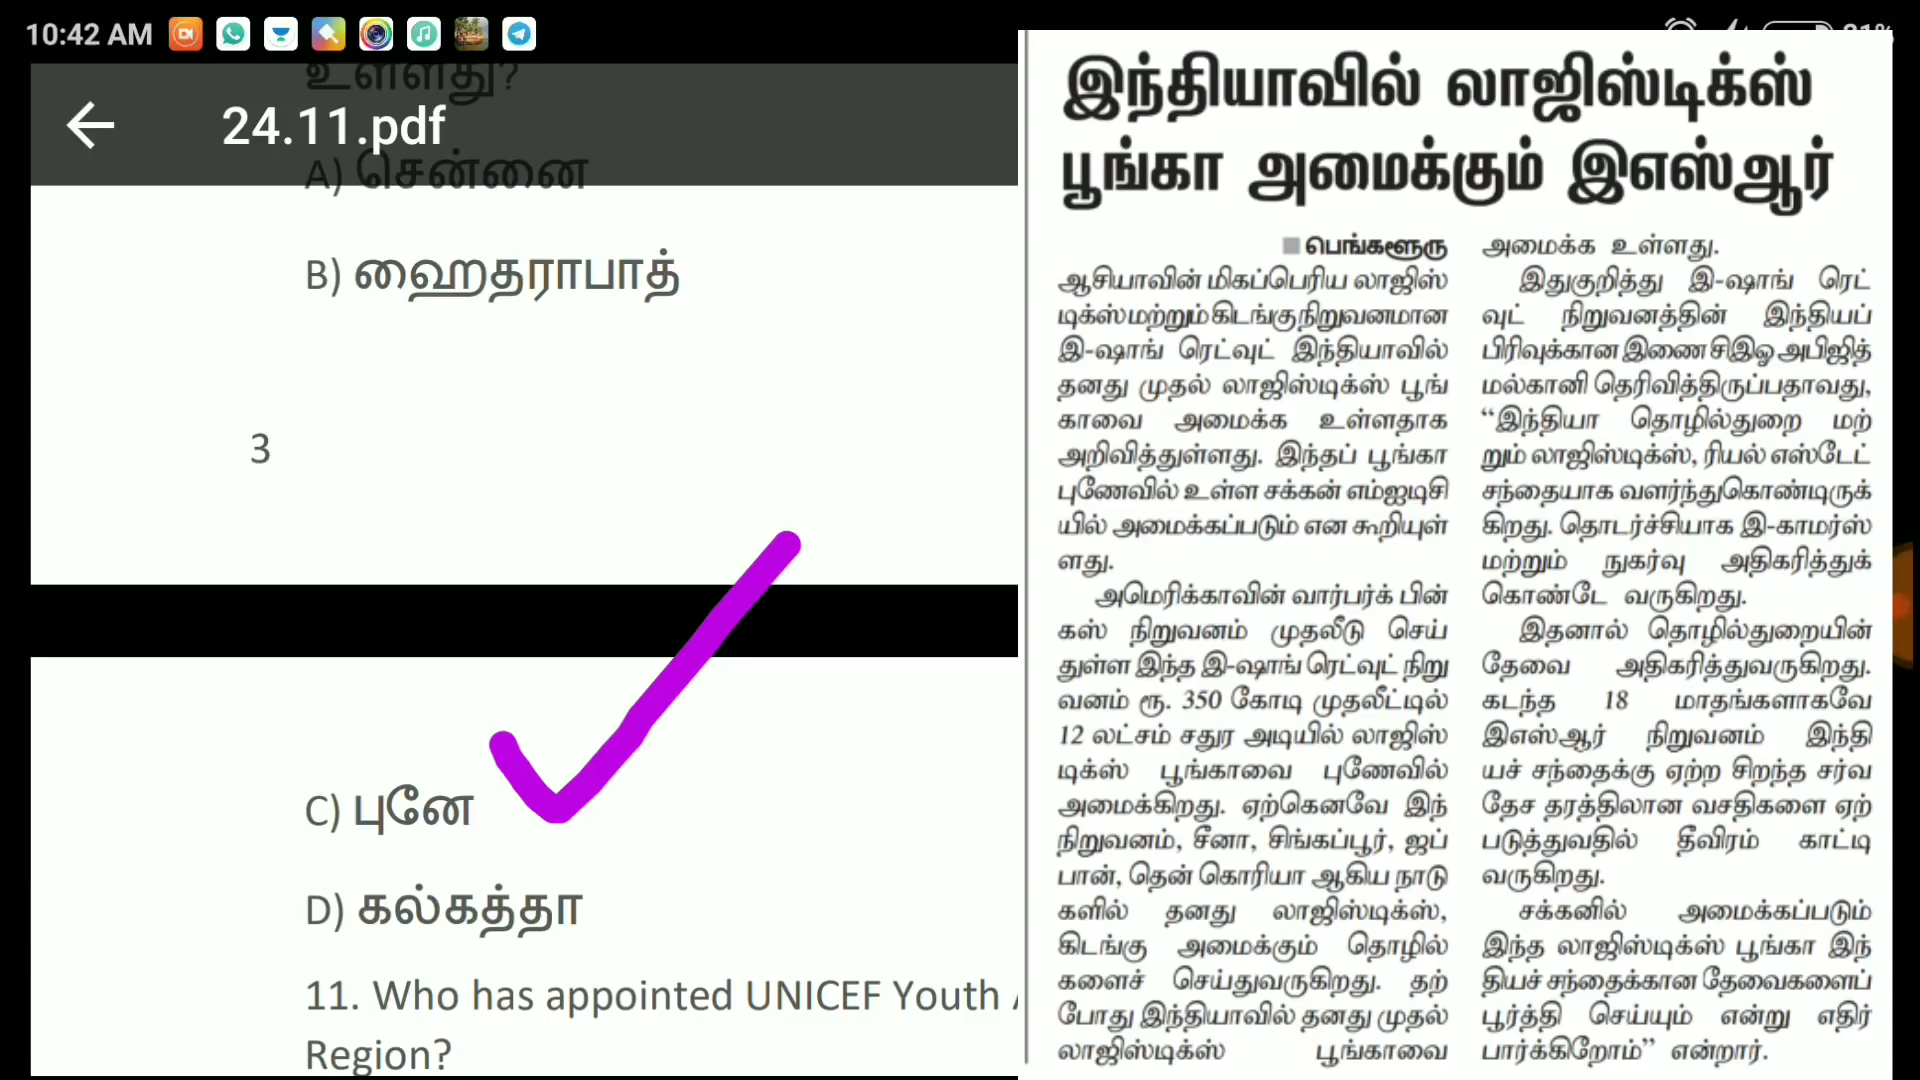 10:42 AM
உள்ளது?
24.11.pdf
A) சென்னை
B) ஹைதராபாத்
3
C) புனே
D) கல்கத்தா
11. Who has appointed UNICEF Youth
Region?
இந்தியாவில் லாஜிஸ்டிக்ஸ்
பூங்கா அமைக்கும் இஎஸ்ஆர்
பெங்களூரு
ஆசியாவின் மிகப்பெரிய லாஜிஸ்
டிக்ஸ் மற்றும் கிடங்கு நிறுவனமான
இ-ஷாங் ரெட்வுட் இந்தியாவில்
தனது முதல் லாஜிஸ்டிக்ஸ் பூங்
காவை அமைக்க உள்ளதாக
அறிவித்துள்ளது. இந்தப் பூங்கா
புணேவில் உள்ள சக்கன் எம்ஐடிசி
யில் அமைக்கப்படும் என கூறியுள்
ளது.
அமெரிக்காவின் வார்பர்க் பின்
கஸ் நிறுவனம் முதலீடு செய்
துள்ள இந்த இ-ஷாங் ரெட்வுட் நிறு
வனம் ரூ. 350 கோடி முதலீட்டில்
12 லட்சம் சதுர அடியில் லாஜிஸ்
டிக்ஸ் பூங்காவை புணேவில்
அமைக்கிறது. ஏற்கெனவே இந்
நிறுவனம், சீனா, சிங்கப்பூர், ஜப்
பான், தென் கொரியா ஆகிய நாடு
களில் தனது லாஜிஸ்டிக்ஸ்,
கிடங்கு அமைக்கும் தொழில்
களைச் செய்துவருகிறது. தற்
போது இந்தியாவில் தனது முதல்
லாஜிஸ்டிக்ஸ் பூங்காவை
அமைக்க உள்ளது.
இதுகுறித்து இ-ஷாங் ரெட்
வுட் நிறுவனத்தின் இந்தியப்
பிரிவுக்கான இணை சிஇஓ அபிஜித்
மல்கானி தெரிவித்திருப்பதாவது,
“இந்தியா தொழில்துறை மற்
றும் லாஜிஸ்டிக்ஸ், ரியல் எஸ்டேட்
சந்தையாக வளர்ந்துகொண்டிருக்
கிறது. தொடர்ச்சியாக இ-காமர்ஸ்
மற்றும் நுகர்வு அதிகரித்துக்
கொண்டே வருகிறது.
இதனால் தொழில்துறையின்
தேவை அதிகரித்துவருகிறது.
கடந்த 18 மாதங்களாகவே
இஎஸ்ஆர் நிறுவனம் இந்தி
யச் சந்தைக்கு ஏற்ற சிறந்த சர்வ
தேச தரத்திலான வசதிகளை ஏற்
படுத்துவதில் தீவிரம் காட்டி
வருகிறது.
சக்கனில் அமைக்கப்படும்
இந்த லாஜிஸ்டிக்ஸ் பூங்கா இந்
தியச் சந்தைக்கான தேவைகளைப்
பூர்த்தி செய்யும் என்று எதிர்
பார்க்கிறோம்” என்றார்.